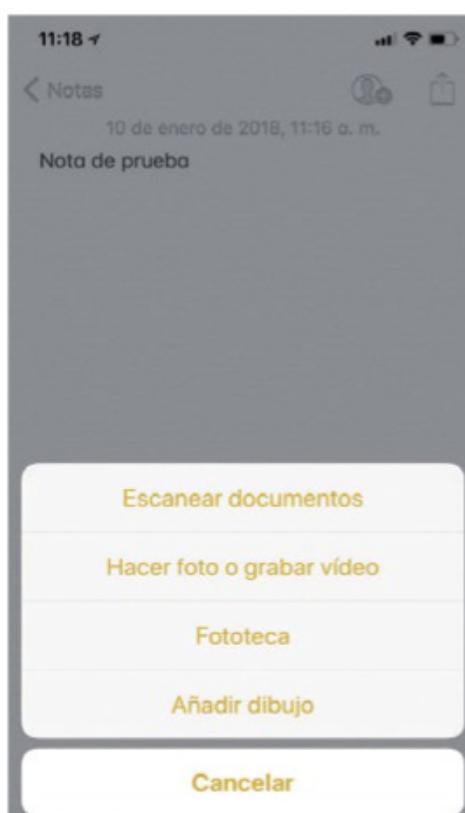 11:18
Notas
10 de enero de 2018, 11:16 a. m.
Nota de prueba
Escanear documentos
Hacer foto o grabar vídeo
Fototeca
Añadir dibujo
Cancelar